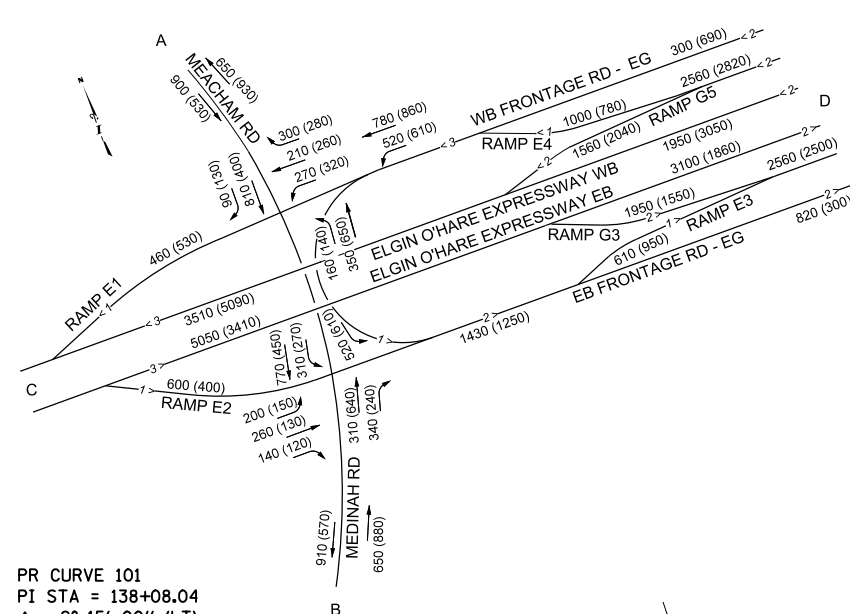 A
MEACHAM RD
650 (930)
900 (530)
300 (280)
210 (260)
270 (320)
780 (860)
520 (610)
90 (130)
810 (400)
WB FRONTAGE RD - EG
300 (690)
< 2
2560 (2820)
< 2
< 3
< 1
1000 (780)
RAMP E4
RAMP G5
1560 (2040)
< 2
1950 (3050)
< 2
D
ELGIN O'HARE EXPRESSWAY WB
ELGIN O'HARE EXPRESSWAY EB
3100 (1860)
2 >
160 (140)
350 (650)
1950 (1550)
2 >
2560 (2500)
RAMP G3
RAMP E3
1 >
610 (950)
2 >
820 (300)
EB FRONTAGE RD - EG
460 (530)
RAMP E1
< 1
< 3
3510 (5090)
5050 (3410)
3 >
C
1 >
600 (400)
RAMP E2
770 (450)
310 (270)
520 (610)
1 >
2 >
1430 (1250)
200 (150)
260 (130)
140 (120)
310 (640)
340 (240)
MEDINAH RD
910 (570)
650 (880)
B
PR CURVE 101
PI STA = 138+08.04